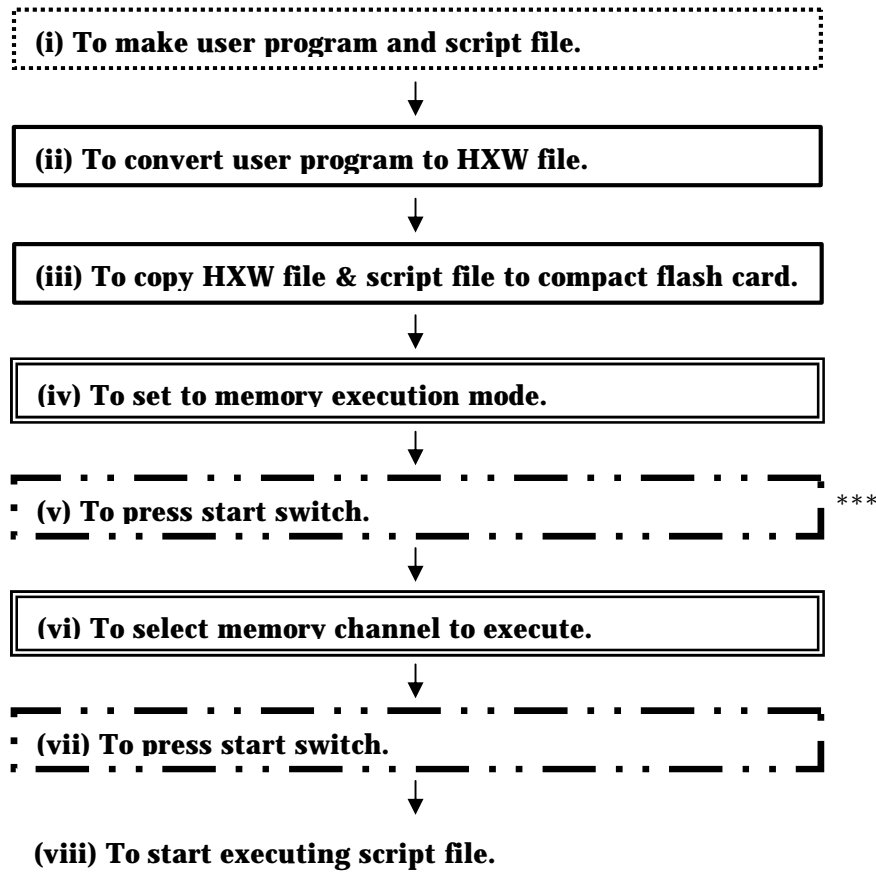 (i) To make user program and script file.
(ii) To convert user program to HXW file.
(iii) To copy HXW file & script file to compact flash card.
(iv) To set to memory execution mode.
(v) To press start switch. ***
(vi) To select memory channel to execute.
(vii) To press start switch.
(viii) To start executing script file.